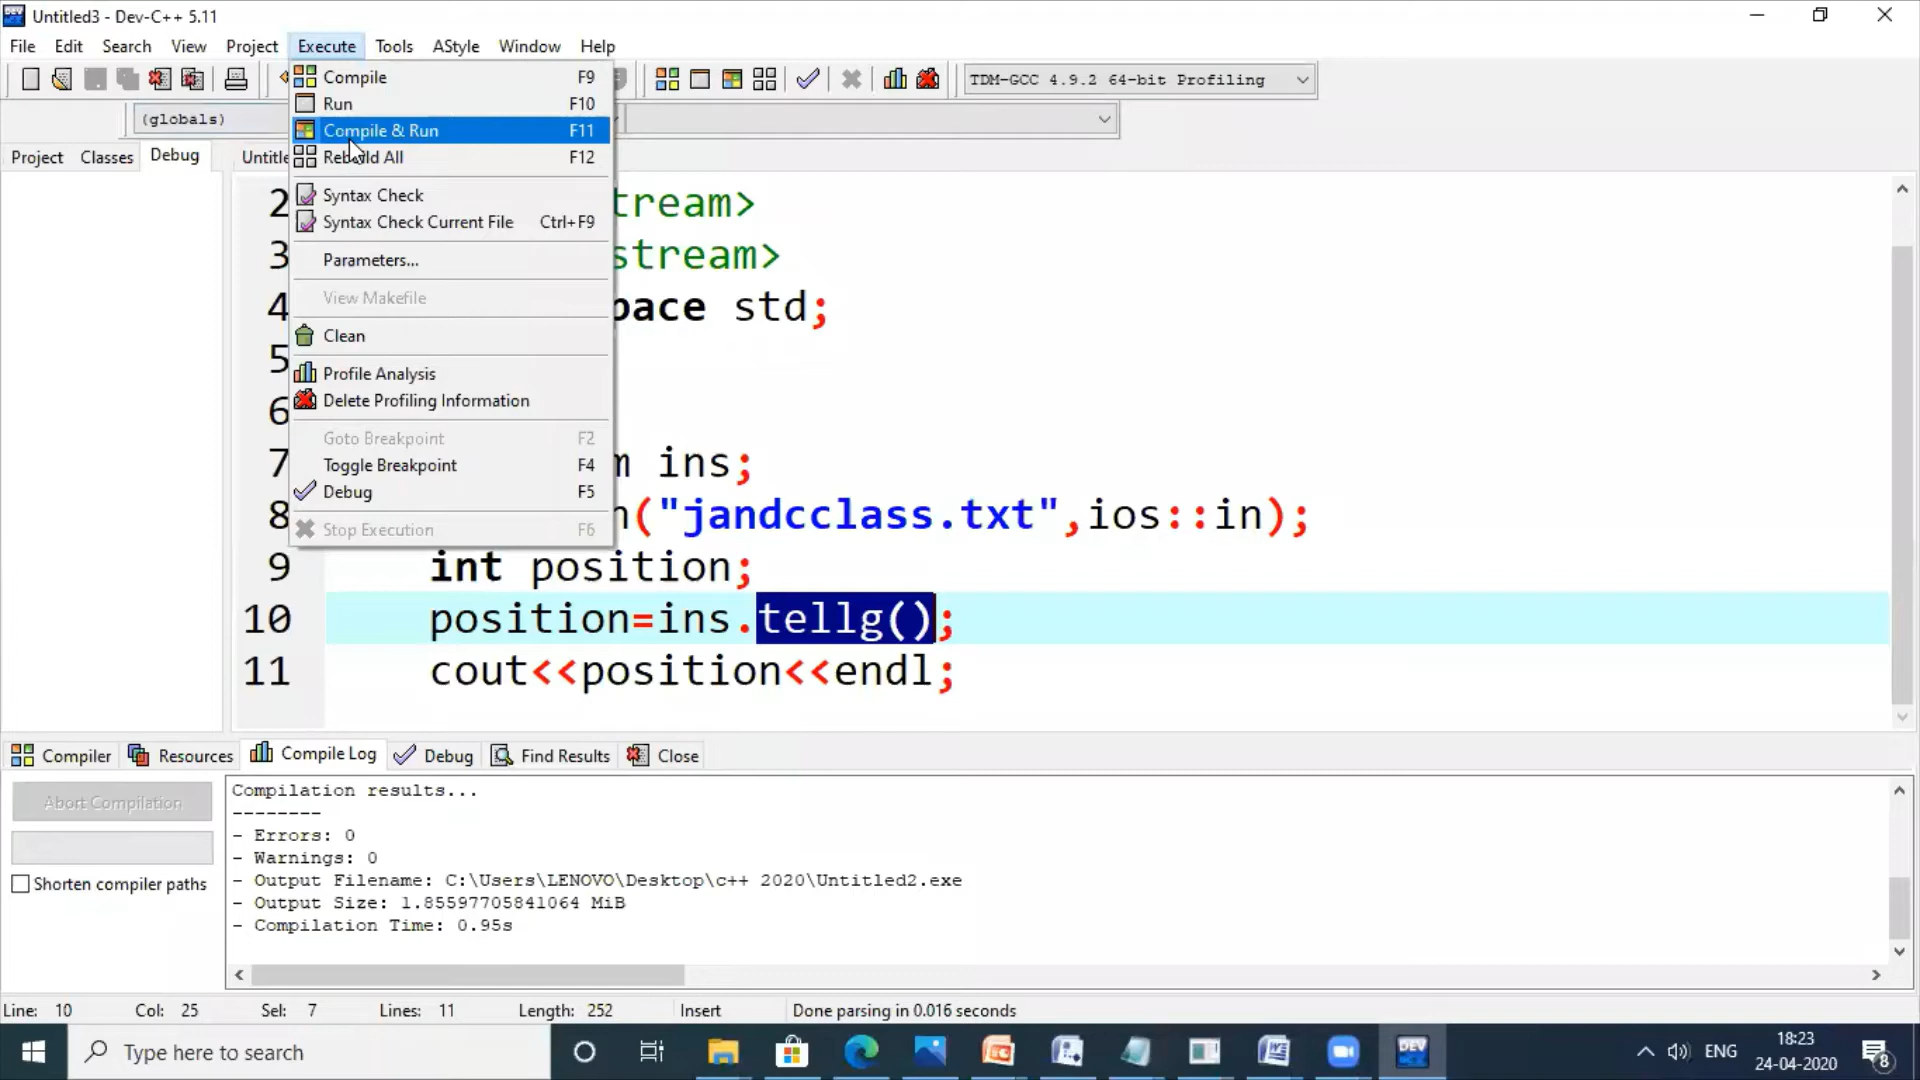 Untitled3 - Dev-C++ 5.11
File Edit Search View Project Execute Tools AStyle Window Help
TDM-GCC 4.9.2 64-bit Profiling
(globals)
Project Classes Debug
Compile F9
Run F10
Compile & Run F11
Rebuild All F12
Syntax Check
Syntax Check Current File Ctrl+F9
Parameters...
View Makefile
Clean
Profile Analysis
Delete Profiling Information
Goto Breakpoint F2
Toggle Breakpoint F4
Debug F5
Stop Execution F6
2 tream>
3 stream>
4 pace std;
5
6
7 m ins;
8 n("jandcclass.txt",ios::in);
9 int position;
10 position=ins.tellg();
11 cout<<position<<endl;
Compiler Resources Compile Log Debug Find Results Close
Abort Compilation
Shorten compiler paths
Compilation results...
--------
- Errors: 0
- Warnings: 0
- Output Filename: C:\Users\LENOVO\Desktop\c++ 2020\Untitled2.exe
- Output Size: 1.85597705841064 MiB
- Compilation Time: 0.95s
Line: 10 Col: 25 Sel: 7 Lines: 11 Length: 252 Insert Done parsing in 0.016 seconds
Type here to search
DEV
ENG
18:23
24-04-2020
8